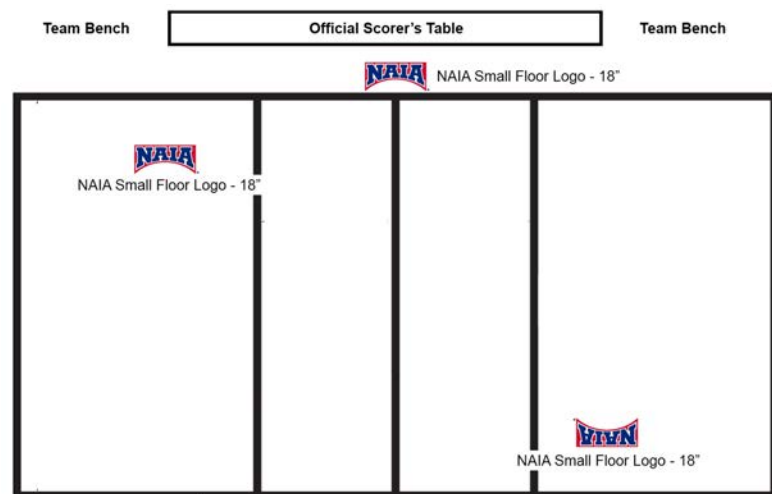 Team Bench
Official Scorer's Table
Team Bench
NAIA
NAIA Small Floor Logo - 18"
NAIA
NAIA Small Floor Logo - 18"
NAIA
NAIA Small Floor Logo - 18"